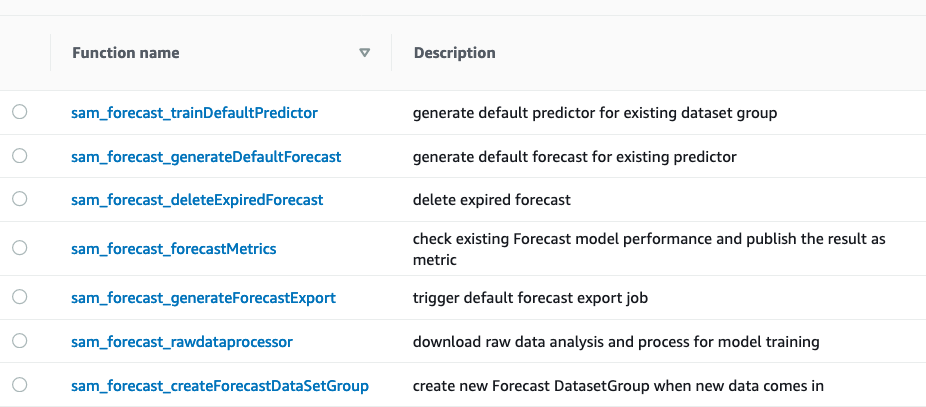 Function name Description
sam_forecast_trainDefaultPredictor generate default predictor for existing dataset group
sam_forecast_generateDefaultForecast generate default forecast for existing predictor
sam_forecast_deleteExpiredForecast delete expired forecast
sam_forecast_forecastMetrics check existing Forecast model performance and publish the result as
metric
sam_forecast_generateForecastExport trigger default forecast export job
sam_forecast_rawdataprocessor download raw data analysis and process for model training
sam_forecast_createForecastDataSetGroup create new Forecast DatasetGroup when new data comes in